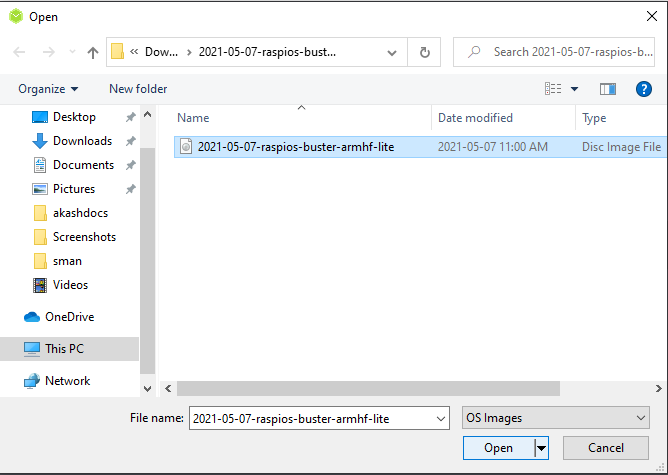 Open
Dow... 2021-05-07-raspios-bust... Search 2021-05-07-raspios-b...
Organize New folder
Name Date modified Type
Desktop
Downloads
Documents
Pictures
akashdocs
Screenshots
sman
Videos
OneDrive
This PC
Network
2021-05-07-raspios-buster-armhf-lite 2021-05-07 11:00 AM Disc Image File
File name: 2021-05-07-raspios-buster-armhf-lite OS Images
Open Cancel